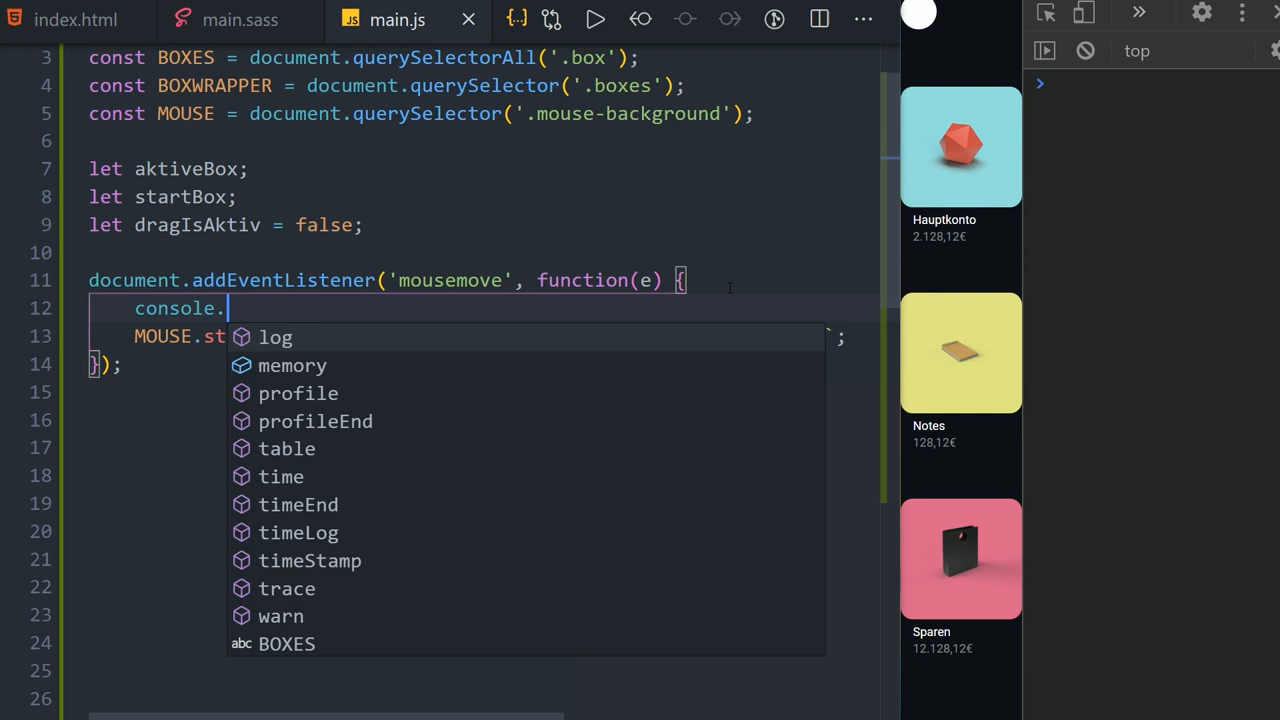 index.html
main.sass
JS main.js
3 const BOXES = document.querySelectorAll('.box');
4 const BOXWRAPPER = document.querySelector('.boxes');
5 const MOUSE = document.querySelector('.mouse-background');
6
7 let aktiveBox;
8 let startBox;
9 let dragIsAktiv = false;
10
11 document.addEventListener('mousemove', function(e) {
12 console.
13 MOUSE.st `;
14 });
15
16
17
18
19
20
21
22
23
24
25
26
log
memory
profile
profileEnd
table
time
timeEnd
timeLog
timeStamp
trace
warn
abc BOXES
Hauptkonto
2.128,12€
Notes
128,12€
Sparen
12.128,12€
top